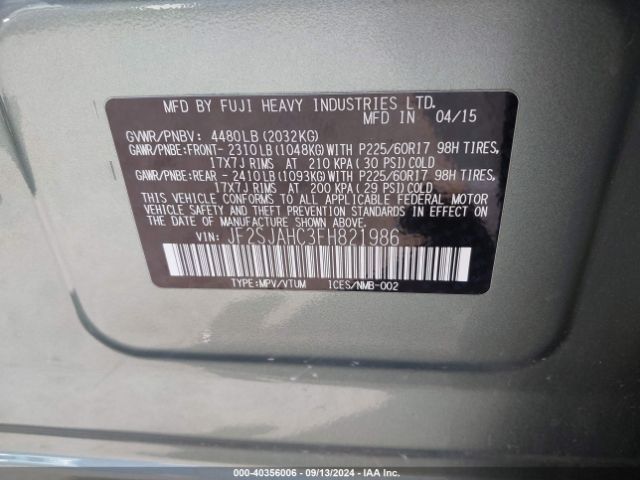 MFD BY FUJI HEAVY INDUSTRIES LTD.
MFD IN 04/15
GVWR/PNBV: 4480LB (2032KG)
GAWR/PNBE:FRONT- 2310LB(1048KG)WITH P225/60R17 98H TIRES,
17X7J RIMS AT 210 KPA (30 PSI)COLD
GAWR/PNBE:REAR - 2410LB(1093KG)WITH P225/60R17 98H TIRES,
17X7J RIMS AT 200 KPA (29 PSI)COLD
THIS VEHICLE CONFORMS TO ALL APPLICABLE FEDERAL MOTOR
VEHICLE SAFETY AND BUMPER STANDARDS IN EFFECT ON THE
DATE OF MANUFACTURE SHOWN ABOVE.
VIN: JF2SJAHC3FH821986
TYPE:MPV/VTUM ICES/NMB-002
000-40356006 - 09/13/2024 - IAA Inc.